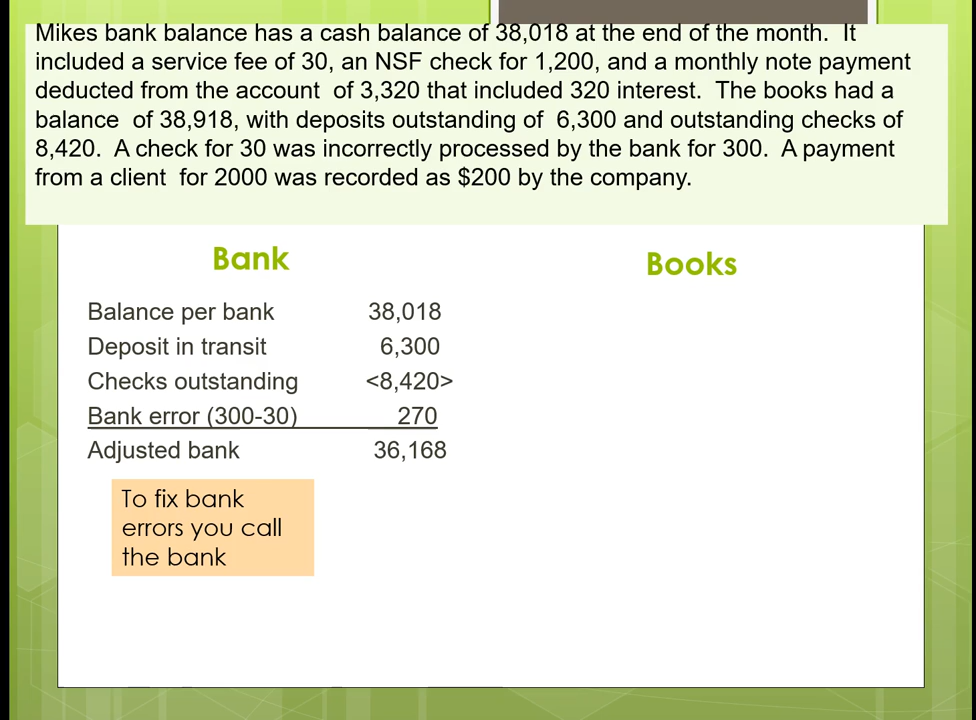 Mikes bank balance has a cash balance of 38,018 at the end of the month. It
included a service fee of 30, an NSF check for 1,200, and a monthly note payment
deducted from the account of 3,320 that included 320 interest. The books had a
balance of 38,918, with deposits outstanding of 6,300 and outstanding checks of
8,420. A check for 30 was incorrectly processed by the bank for 300. A payment
from a client for 2000 was recorded as $200 by the company.
Bank
Balance per bank 38,018
Deposit in transit 6,300
Checks outstanding <8,420>
Bank error (300-30) 270
Adjusted bank 36,168
To fix bank
errors you call
the bank
Books